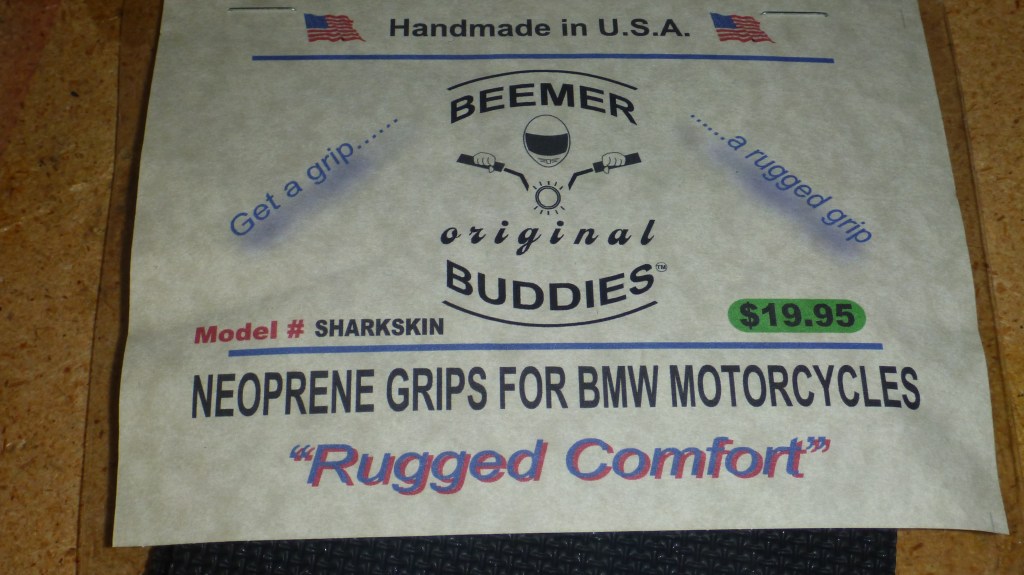 Handmade in U.S.A.
BEEMER
Get a grip......
......a rugged grip
original
BUDDIES™
Model # SHARKSKIN
$19.95
NEOPRENE GRIPS FOR BMW MOTORCYCLES
"Rugged Comfort"